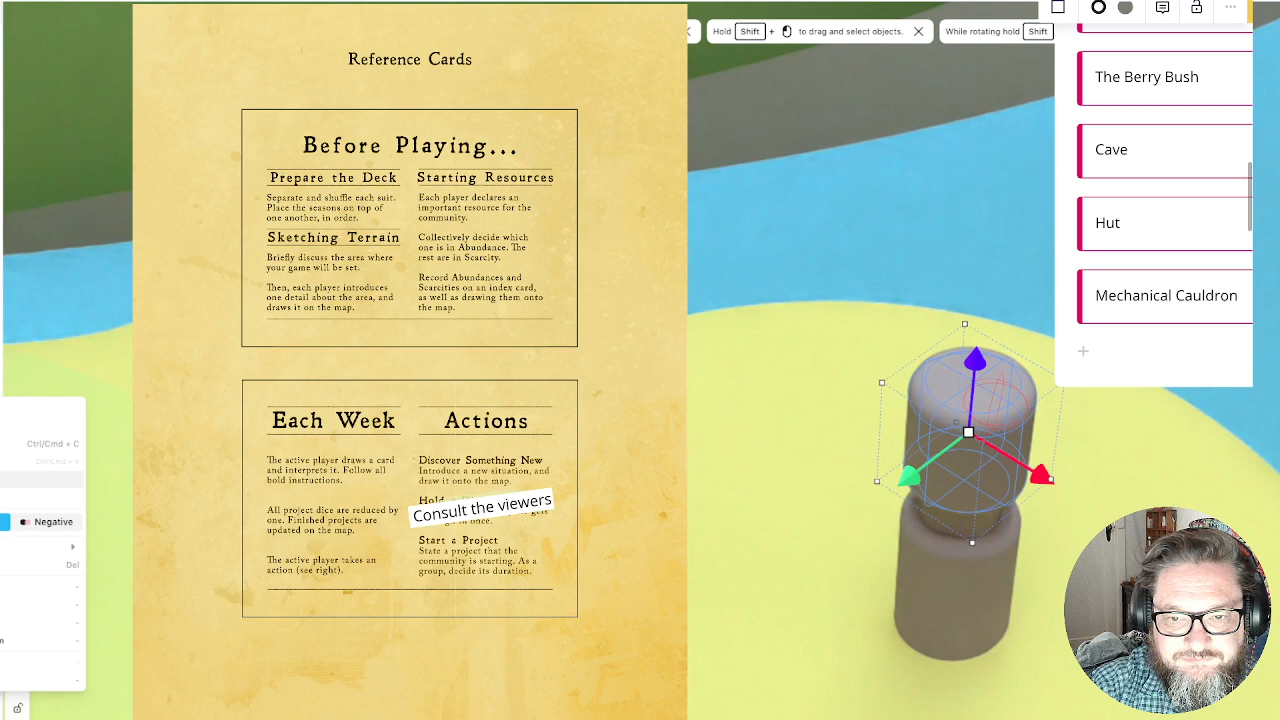 Hold Shift + to drag and select objects.
While rotating hold Shift
Reference Cards
Before Playing...
Prepare the Deck
Separate and shuffle each suit.
Place the seasons on top of
one another, in order.
Sketching Terrain
Briefly discuss the area where
your game will be set.
Then, each player introduces
one detail about the area, and
draws it on the map.
Starting Resources
Each player declares an
important resource for the
community.
Collectively decide which
one is in Abundance. The
rest are in Scarcity.
Record Abundances and
Scarcities on an index card,
as well as drawing them onto
the map.
Each Week
The active player draws a card
and interprets it. Follow all
bold instructions.
All project dice are reduced by
one. Finished projects are
updated on the map.
The active player takes an
action (see right).
Actions
Discover Something New
Introduce a new situation, and
draw it onto the map.
Hold
Consult the viewers
in once.
Start a Project
State a project that the
community is starting. As a
group, decide its duration.
The Berry Bush
Cave
Hut
Mechanical Cauldron
+
Ctrl/Cmd + C
Ctrl/Cmd + V
Negative
Del